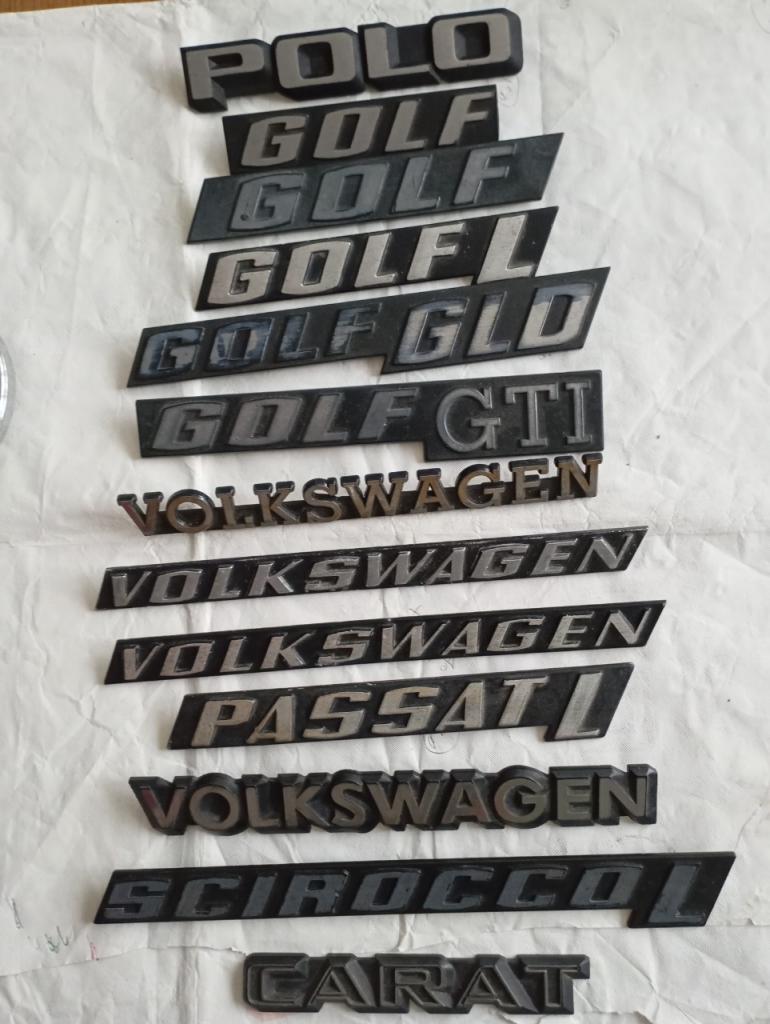 POLO
GOLF
GOLF
GOLF L
GOLF GLD
GOLF GTI
VOLKSWAGEN
VOLKSWAGEN
VOLKSWAGEN
PASSAT L
VOLKSWAGEN
SCIROCCO L
CARAT